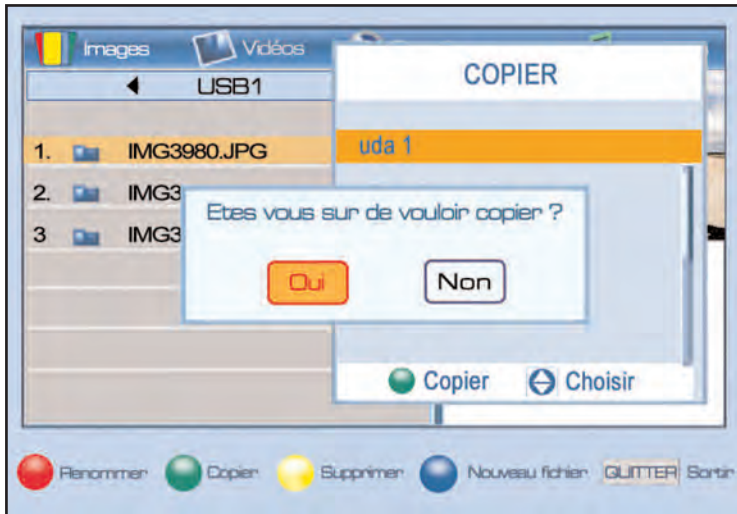 Images Vidéos
USB1
COPIER
uda 1
1. IMG3980.JPG
2. IMG3
3 IMG3
Etes vous sur de vouloir copier ?
Oui Non
Copier Choisir
Renommer Copier Supprimer Nouveau fichier QUITTER Sortir